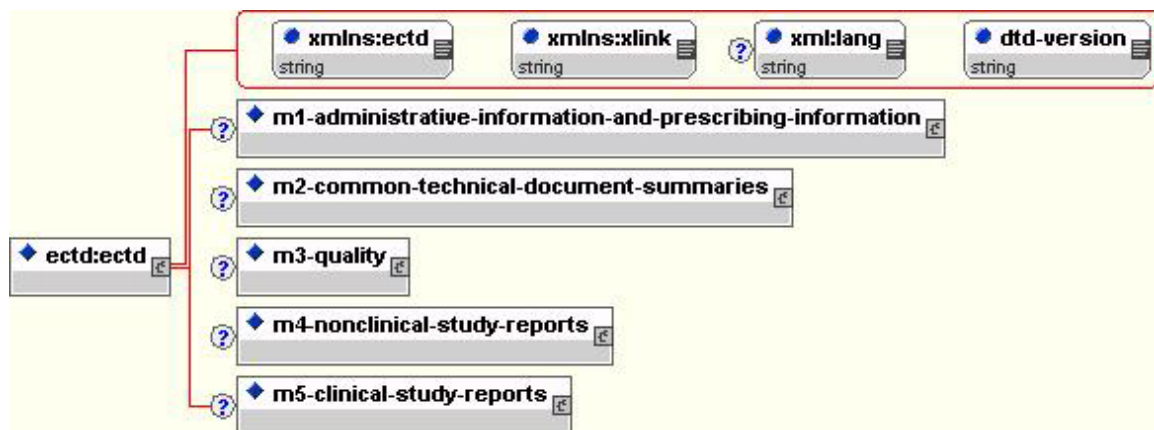 xmlns:ectd xmlns:xlink ? xml:lang dtd-version
string string string string
? m1-administrative-information-and-prescribing-information
? m2-common-technical-document-summaries
ectd:ectd ? m3-quality
? m4-nonclinical-study-reports
? m5-clinical-study-reports